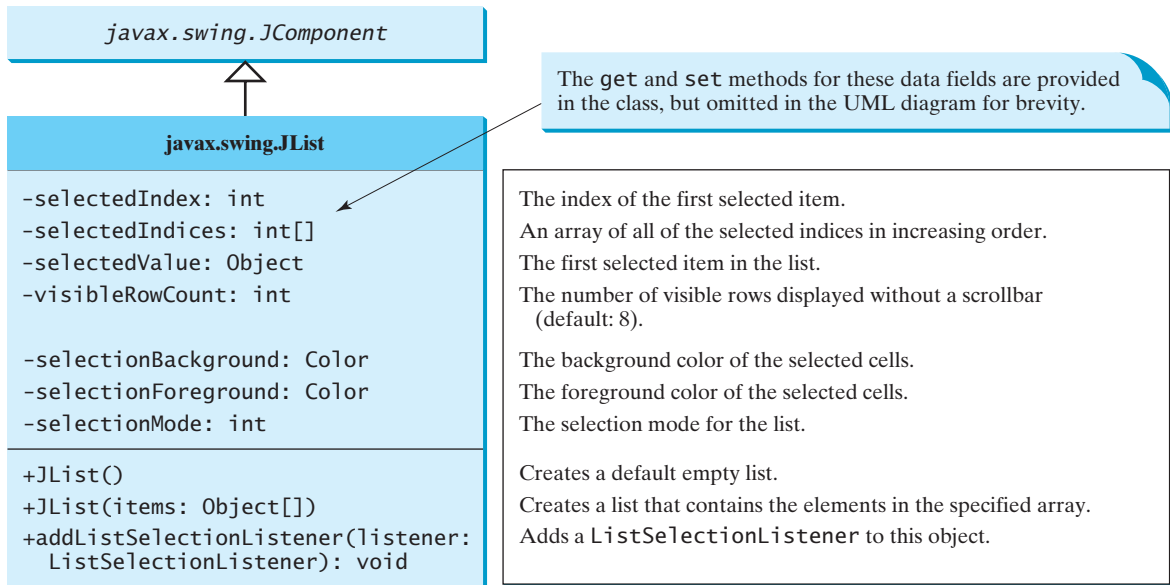 javax.swing.JComponent
The get and set methods for these data fields are provided
in the class, but omitted in the UML diagram for brevity.
javax.swing.JList
-selectedIndex: int
The index of the first selected item.
-selectedIndices: int[]
An array of all of the selected indices in increasing order.
-selectedValue: Object
The first selected item in the list.
-visibleRowCount: int
The number of visible rows displayed without a scrollbar
(default: 8).
-selectionBackground: Color
The background color of the selected cells.
-selectionForeground: Color
The foreground color of the selected cells.
-selectionMode: int
The selection mode for the list.
+JList()
Creates a default empty list.
+JList(items: Object[])
Creates a list that contains the elements in the specified array.
+addListSelectionListener(listener:
ListSelectionListener): void
Adds a ListSelectionListener to this object.